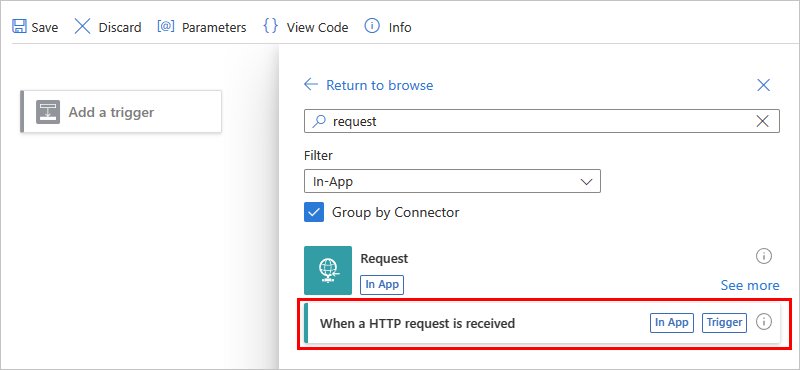 Save Discard Parameters View Code Info
Add a trigger
Return to browse
request
Filter
In-App
Group by Connector
Request
In App
See more
When a HTTP request is received In App Trigger